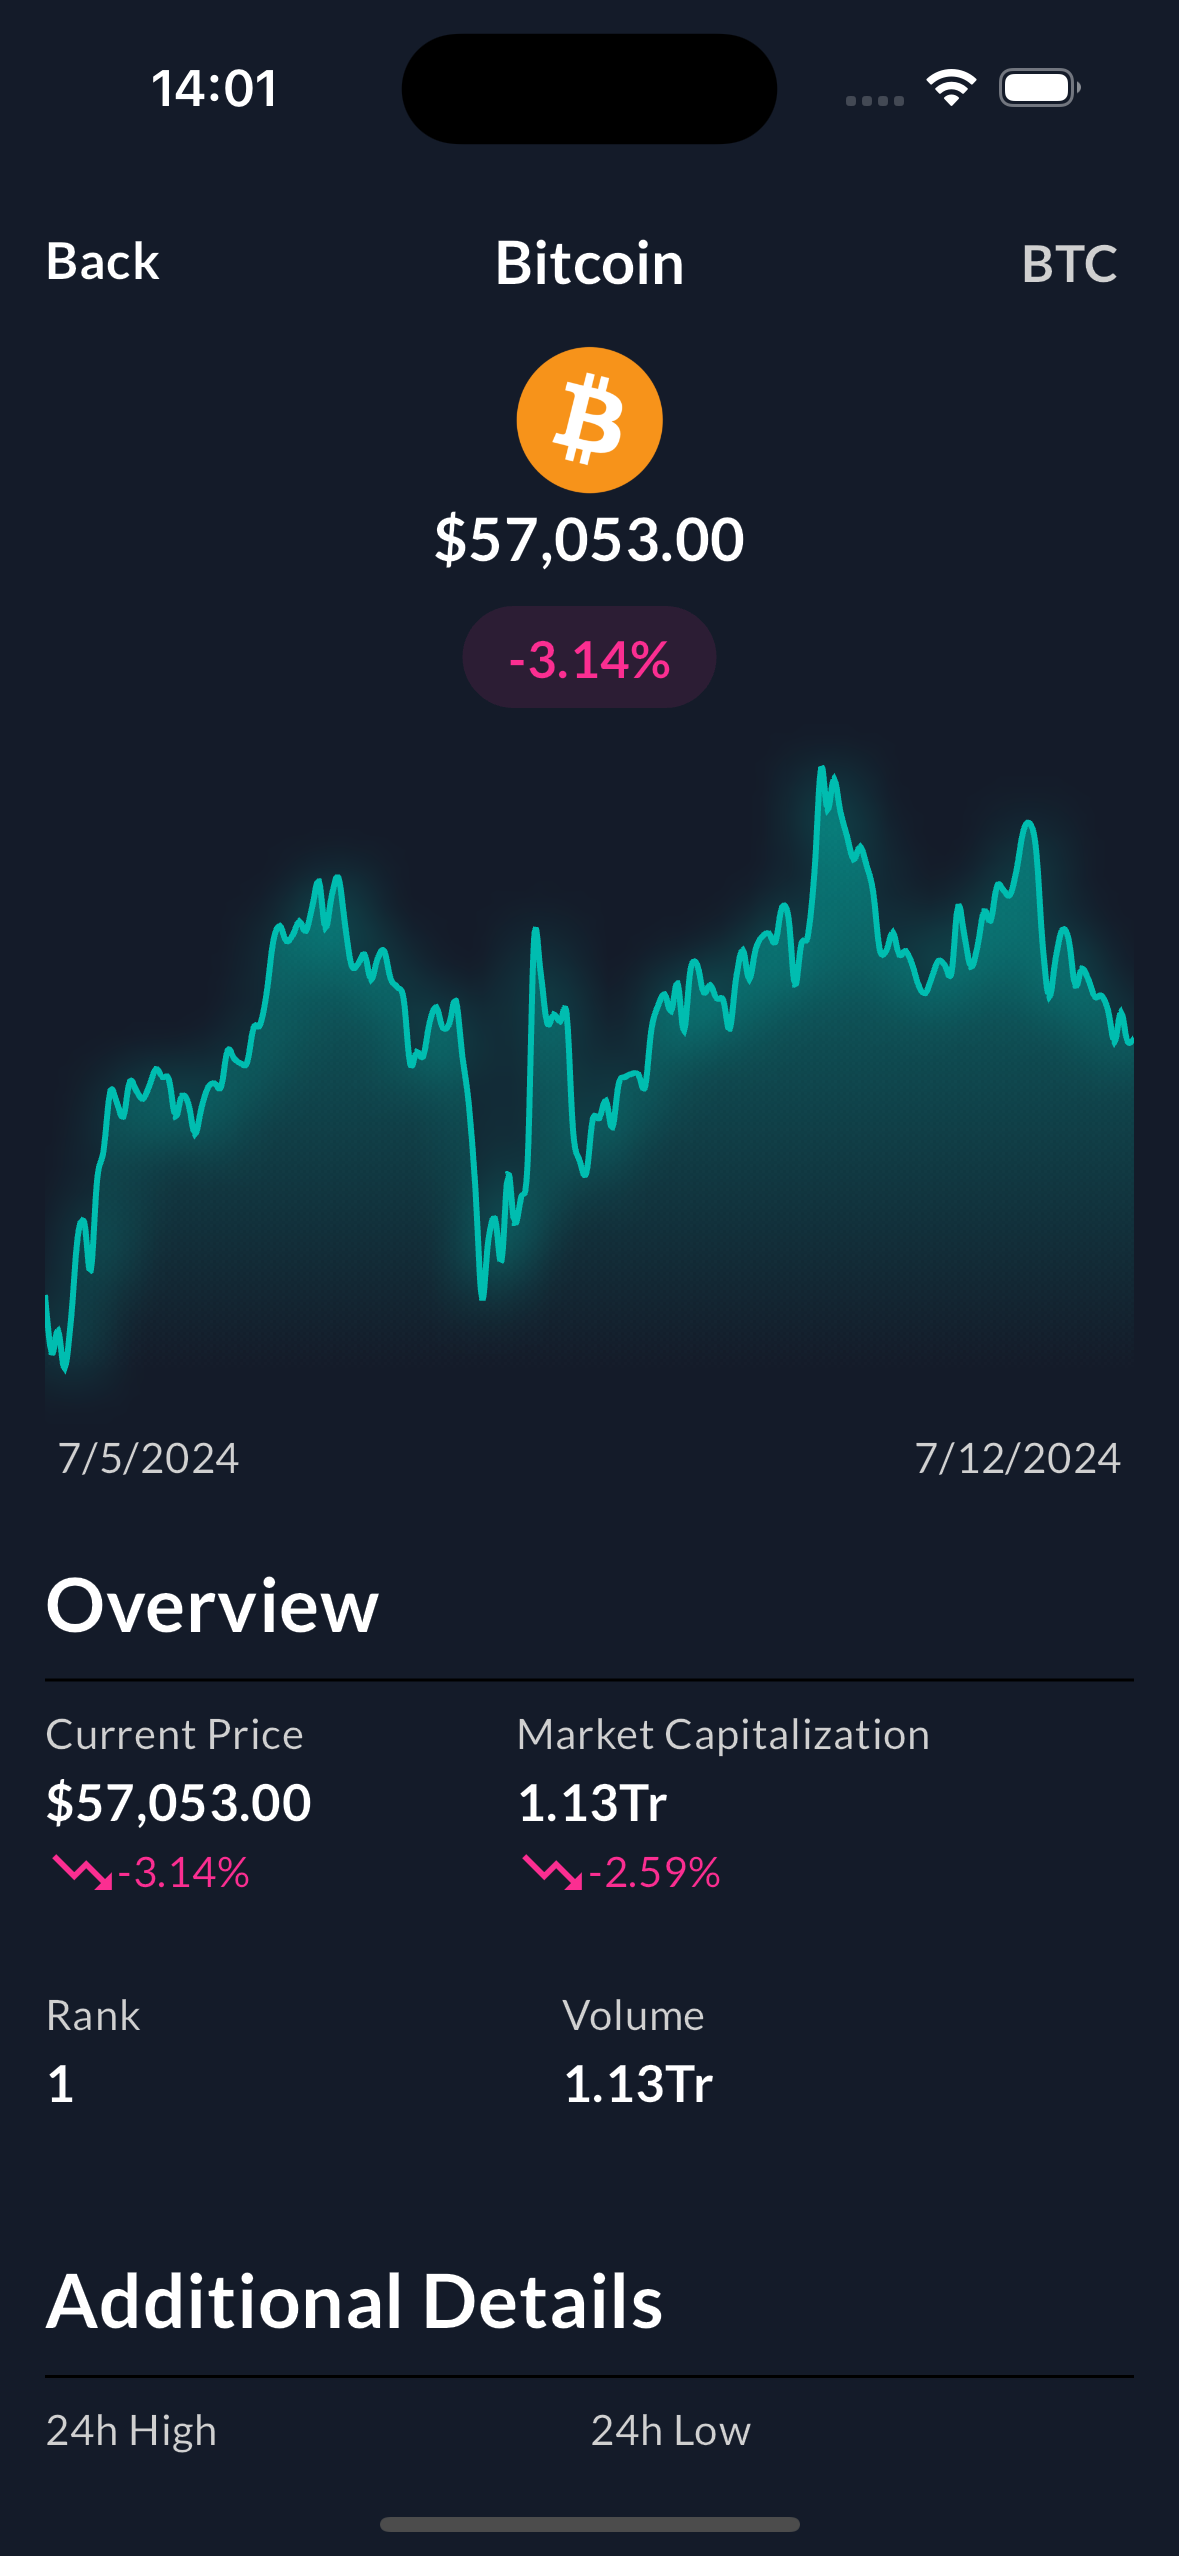 14:01
Back Bitcoin BTC
$57,053.00
-3.14%
7/5/2024 7/12/2024
Overview
Current Price Market Capitalization
$57,053.00 1.13Tr
-3.14% -2.59%
Rank Volume
1 1.13Tr
Additional Details
24h High 24h Low